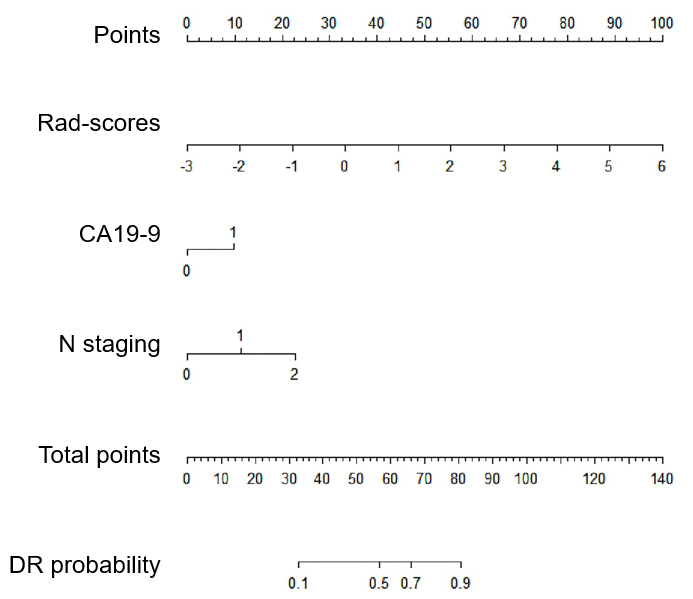 Points 0 10 20 30 40 50 60 70 80 90 100
Rad-scores
-3 -2 -1 0 1 2 3 4 5 6
CA19-9 1
0
N staging 1
0 2
Total points
0 10 20 30 40 50 60 70 80 90 100 120 140
DR probability
0.1 0.5 0.7 0.9